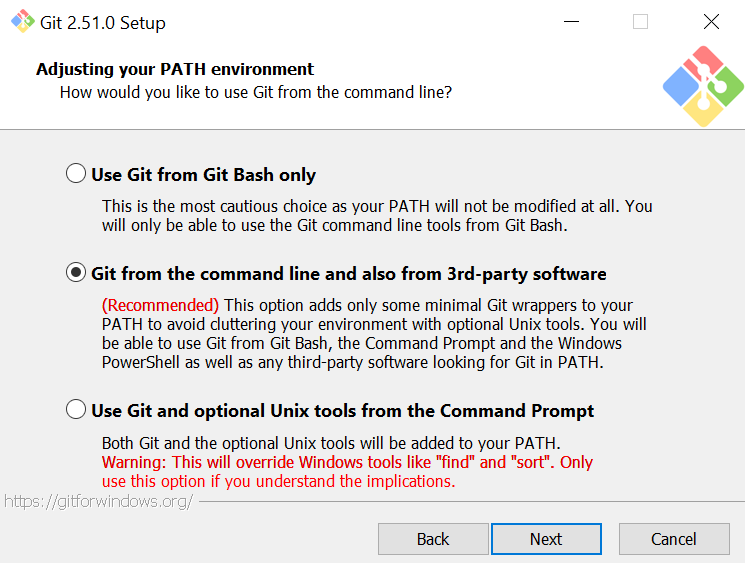 Git 2.51.0 Setup
Adjusting your PATH environment
How would you like to use Git from the command line?
Use Git from Git Bash only
This is the most cautious choice as your PATH will not be modified at all. You
will only be able to use the Git command line tools from Git Bash.
Git from the command line and also from 3rd-party software
(Recommended) This option adds only some minimal Git wrappers to your
PATH to avoid cluttering your environment with optional Unix tools. You will
be able to use Git from Git Bash, the Command Prompt and the Windows
PowerShell as well as any third-party software looking for Git in PATH.
Use Git and optional Unix tools from the Command Prompt
Both Git and the optional Unix tools will be added to your PATH.
Warning: This will override Windows tools like "find" and "sort". Only
use this option if you understand the implications.
https://gitforwindows.org/
Back
Next
Cancel